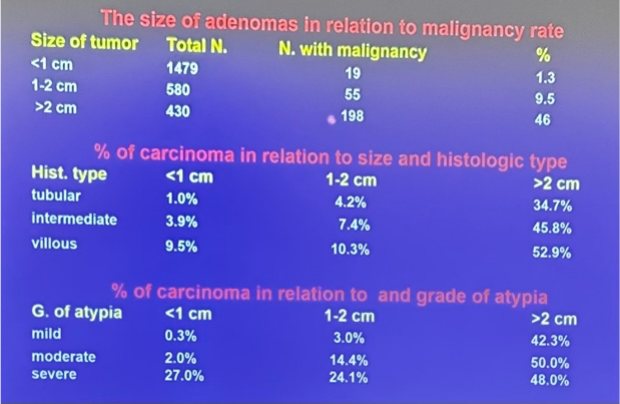 The size of adenomas in relation to malignancy rate
Size of tumor Total N. N. with malignancy %
<1 cm 1479 19 1.3
1-2 cm 580 55 9.5
>2 cm 430 198 46
% of carcinoma in relation to size and histologic type
Hist. type <1 cm 1-2 cm >2 cm
tubular 1.0% 4.2% 34.7%
intermediate 3.9% 7.4% 45.8%
villous 9.5% 10.3% 52.9%
% of carcinoma in relation to and grade of atypia
G. of atypia <1 cm 1-2 cm >2 cm
mild 0.3% 3.0% 42.3%
moderate 2.0% 14.4% 50.0%
severe 27.0% 24.1% 48.0%